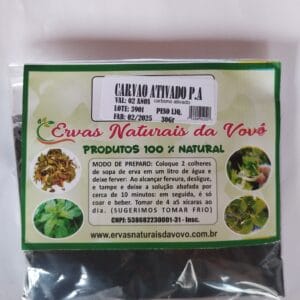 CARVAO ATIVADO P.A
VAL: 02 ANOS carbono ativado
LOTE: 3901 PESO LIQ.
FAB: 02/2025 30Gr
Ervas Naturais da Vovê
PRODUTOS 100 % NATURAL
MODO DE PREPARO: Coloque 2 colheres
de sopa de erva em um litro de água e
deixe ferver: Ao alcançar fervura, desligue,
e tampe e deixe a solução abafada por
cerca de 10 minutos: em seguida, é só
coar e beber. Tomar de 4 a5 xícaras ao
dia. (SUGERIMOS TOMAR FRIO)
www.ervasnaturaisdavovo.com.br